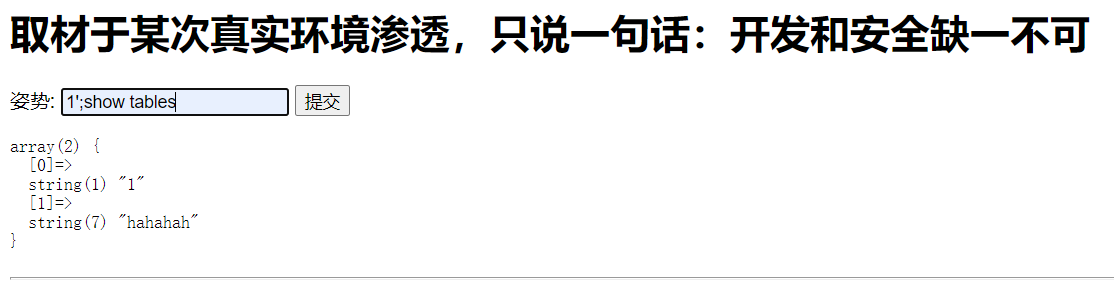 取材于某次真实环境渗透，只说一句话：开发和安全缺一不可
姿势: 1';show tables 提交
array(2) {
  [0]=>
  string(1) "1"
  [1]=>
  string(7) "hahahah"
}